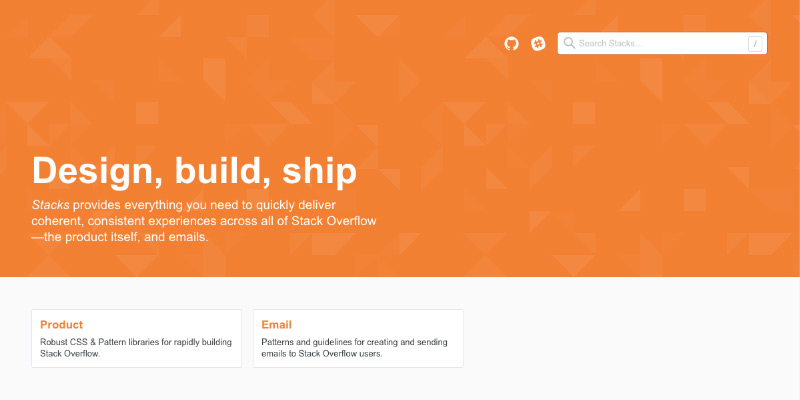 Search Stacks...
/
Design, build, ship
Stacks provides everything you need to quickly deliver
coherent, consistent experiences across all of Stack Overflow
—the product itself, and emails.
Product
Robust CSS & Pattern libraries for rapidly building
Stack Overflow.
Email
Patterns and guidelines for creating and sending
emails to Stack Overflow users.